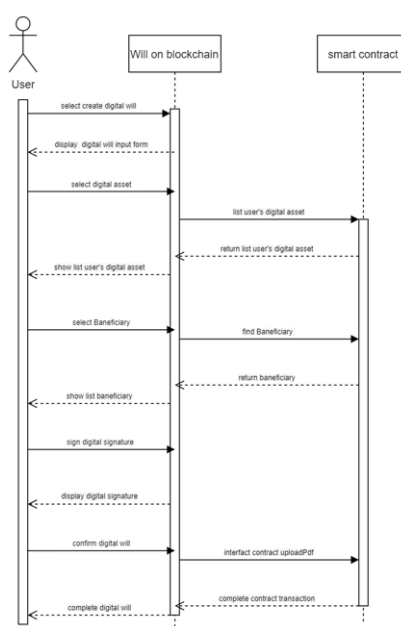 Will on blockchain
smart contract
User
select create digital will
display digital will input form
select digital asset
list user's digital asset
return list user's digital asset
show list user's digital asset
select Baneficiary
find Baneficiary
return baneficiary
show list baneficiary
sign digital signature
display digital signature
confirm digital will
interfact contract uploadPdf
complete contract transaction
complete digital will